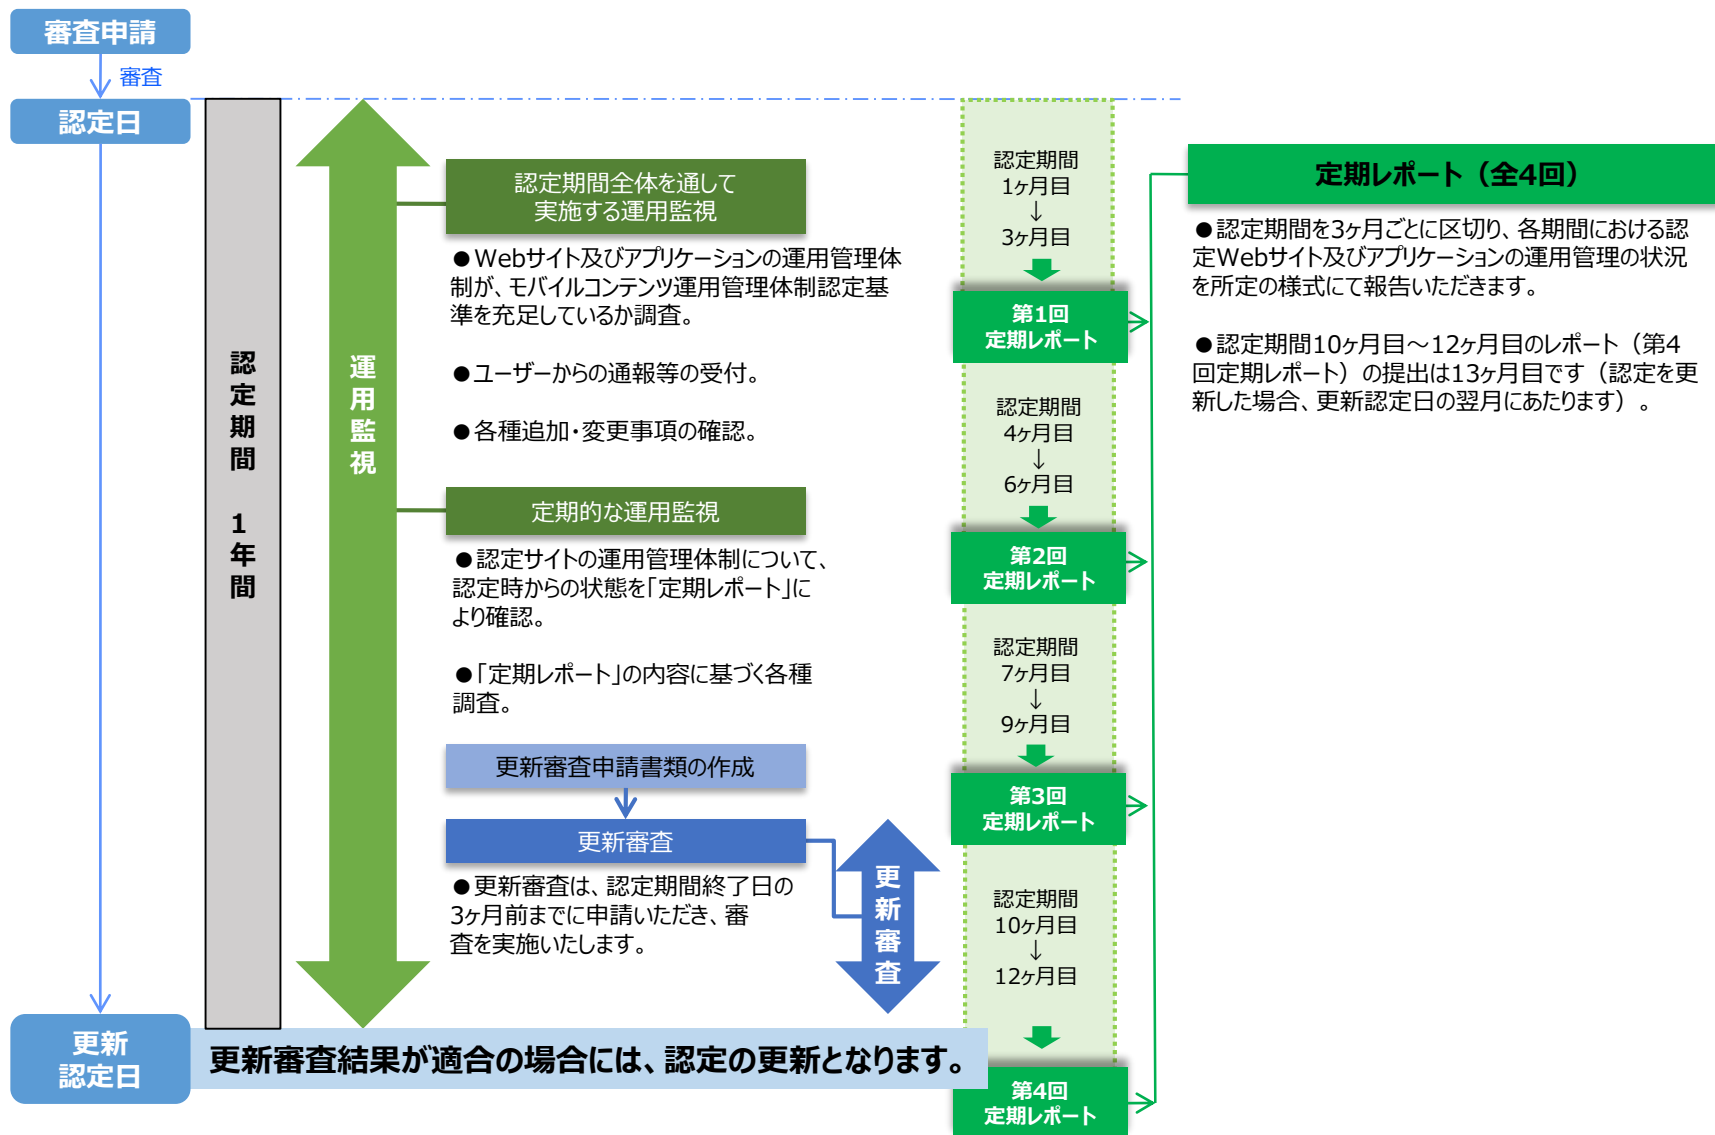 審査申請
審査
認定日
認定期間　1年間
運用監視
認定期間全体を通して
実施する運用監視
●Webサイト及びアプリケーションの運用管理体
制が、モバイルコンテンツ運用管理体制認定基
準を充足しているか調査。
●ユーザーからの通報等の受付。
●各種追加・変更事項の確認。
定期的な運用監視
●認定サイトの運用管理体制について、
認定時からの状態を「定期レポート」に
より確認。
●「定期レポート」の内容に基づく各種
調査。
更新審査申請書類の作成
更新審査
●更新審査は、認定期間終了日の
3ヶ月前までに申請いただき、審
査を実施いたします。
更新審査
認定期間
1ヶ月目
↓
3ヶ月目
第1回
定期レポート
認定期間
4ヶ月目
↓
6ヶ月目
第2回
定期レポート
認定期間
7ヶ月目
↓
9ヶ月目
第3回
定期レポート
認定期間
10ヶ月目
↓
12ヶ月目
第4回
定期レポート
定期レポート（全4回）
●認定期間を3ヶ月ごとに区切り、各期間における認
定Webサイト及びアプリケーションの運用管理の状況
を所定の様式にて報告いただきます。
●認定期間10ヶ月目～12ヶ月目のレポート（第4
回定期レポート）の提出は13ヶ月目です（認定を更
新した場合、更新認定日の翌月にあたります）。
更新
認定日
更新審査結果が適合の場合には、認定の更新となります。